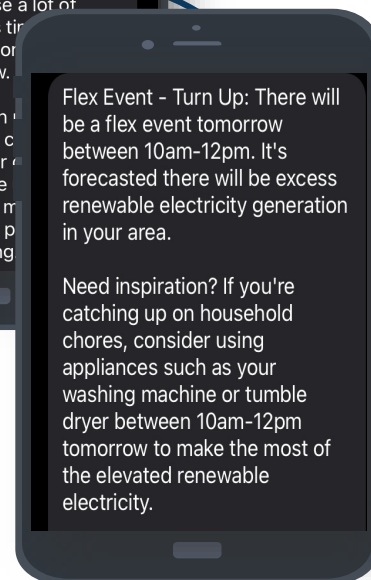 e a lot of
Flex Event - Turn Up: There will
be a flex event tomorrow
between 10am-12pm. It's
forecasted there will be excess
renewable electricity generation
in your area.
Need inspiration? If you're
catching up on household
chores, consider using
appliances such as your
washing machine or tumble
dryer between 10am-12pm
tomorrow to make the most of
the elevated renewable
electricity.